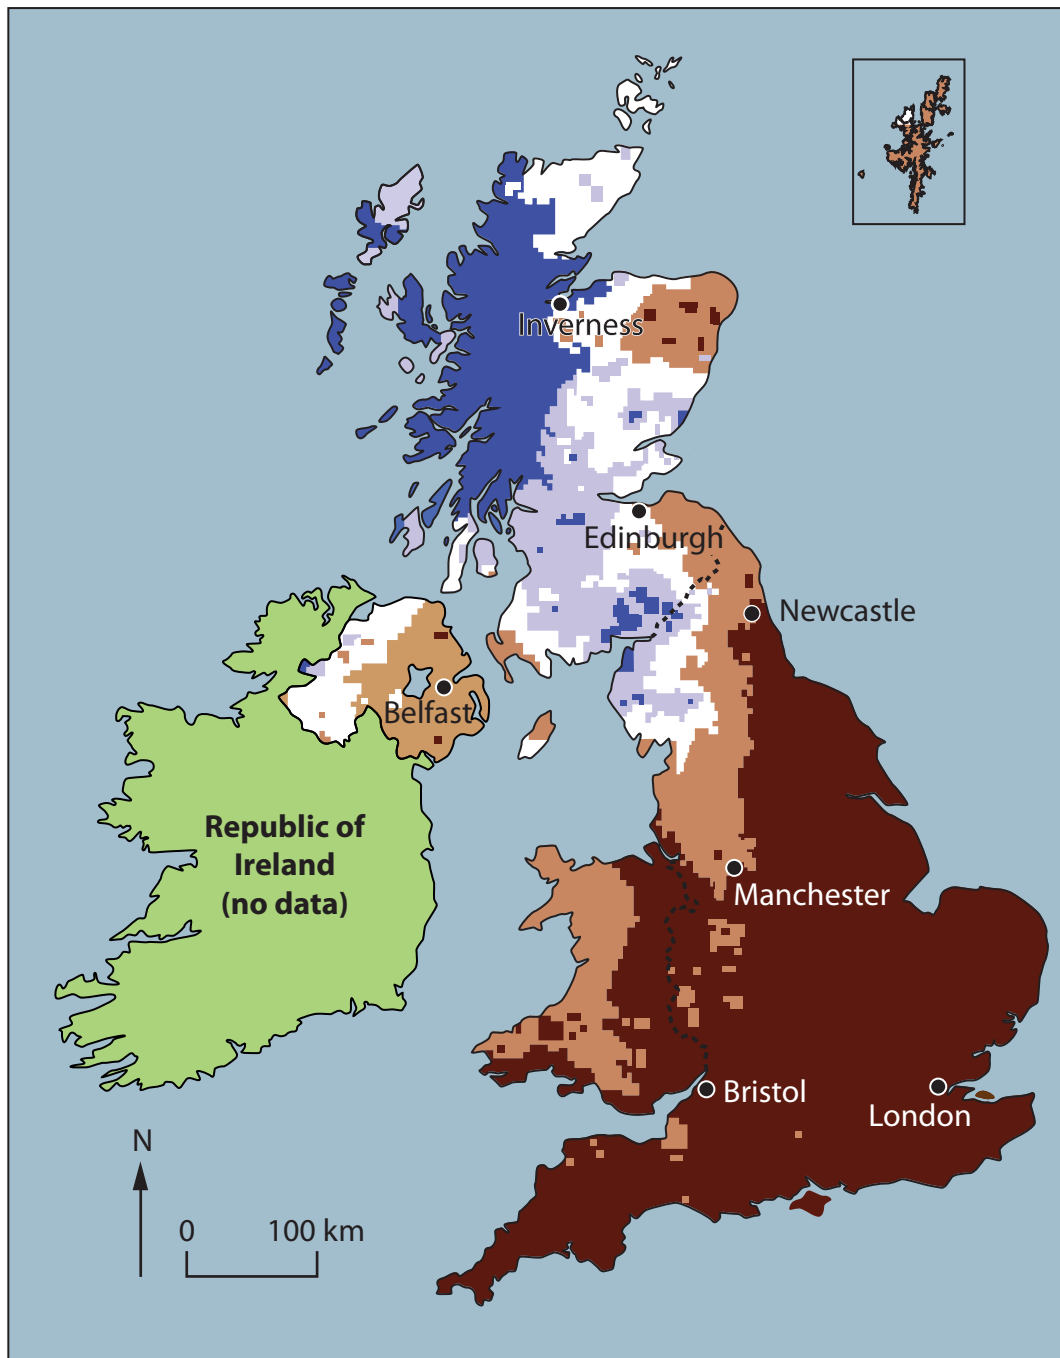 Inverness
Edinburgh
Newcastle
Belfast
Republic of
Ireland
(no data)
Manchester
Bristol
London
N
0 100 km